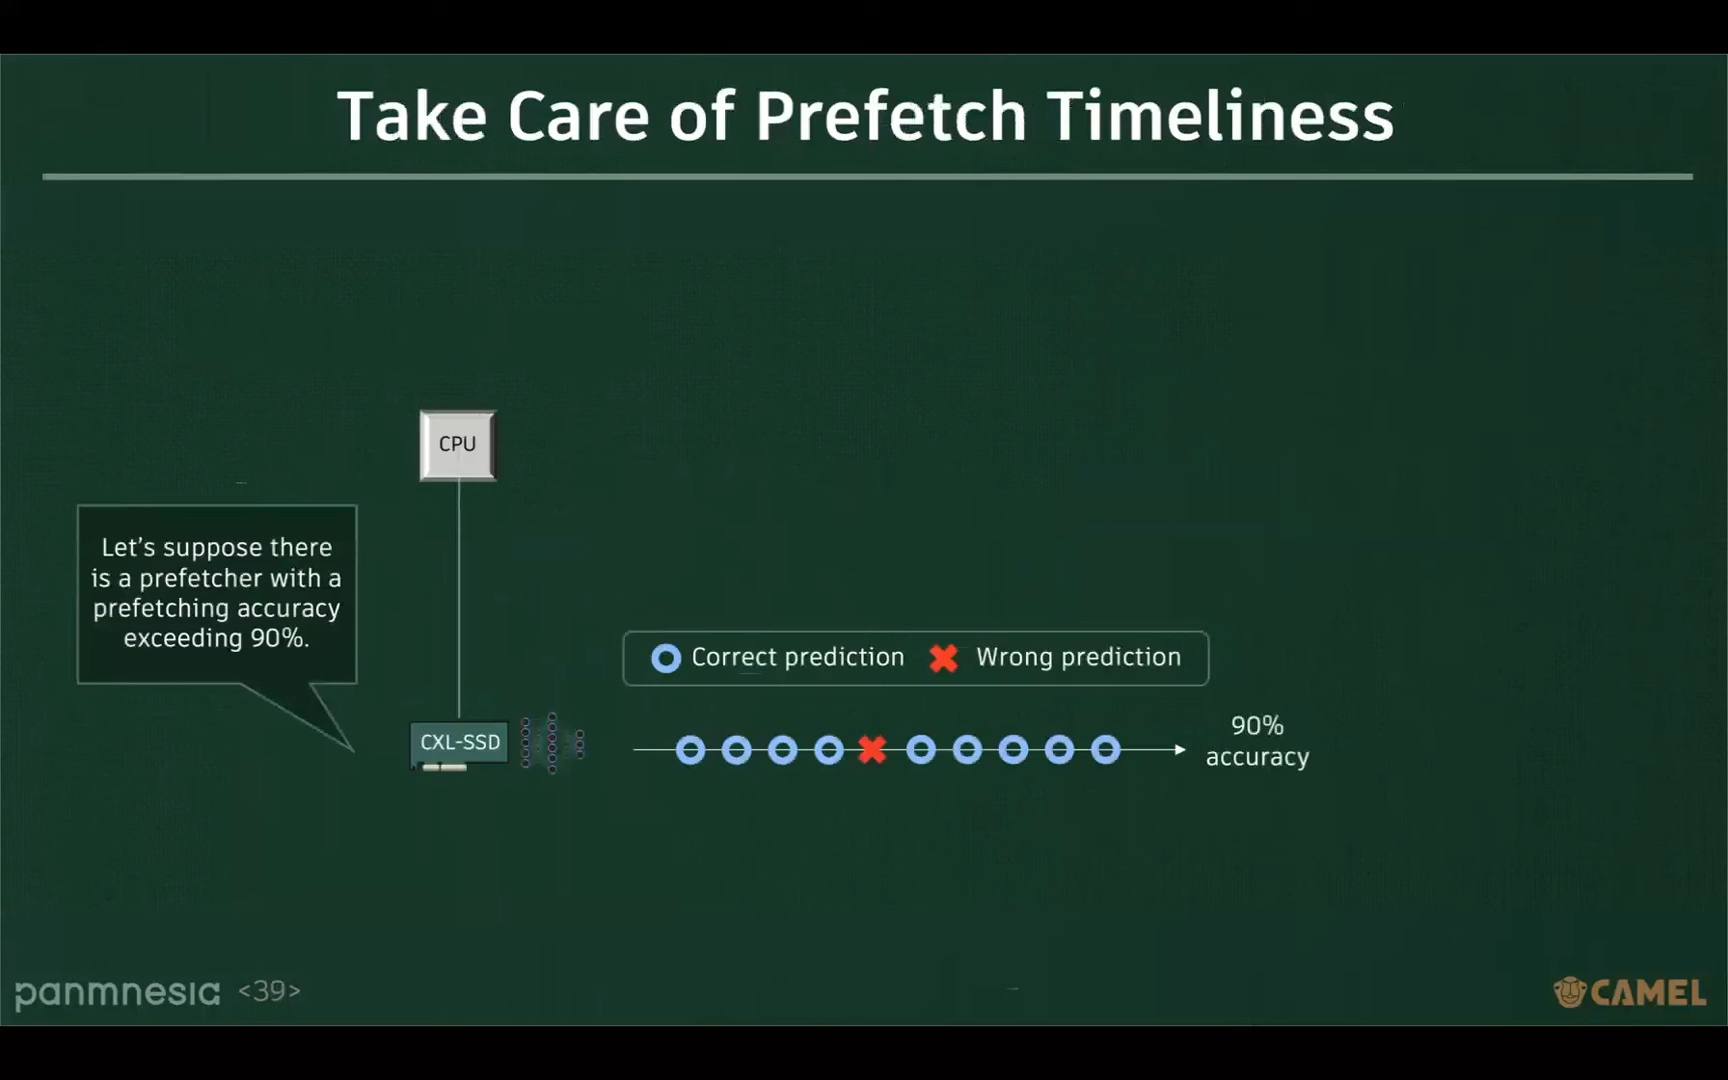 Take Care of Prefetch Timeliness
CPU
Let's suppose there
is a prefetcher with a
prefetching accuracy
exceeding 90%.
Correct prediction
Wrong prediction
CXL-SSD
90%
accuracy
panmnesia <39>
CAMEL